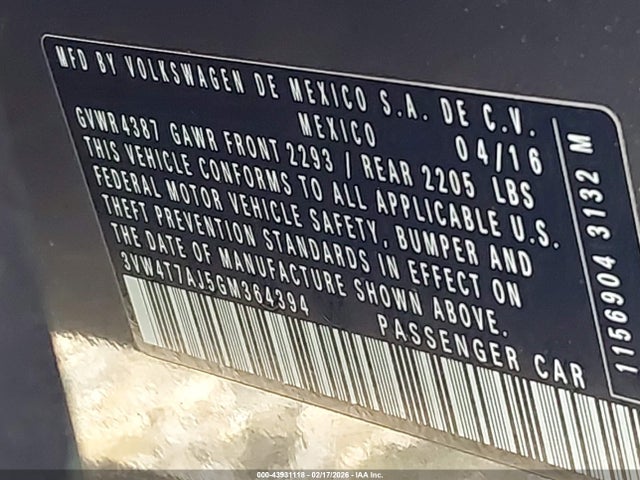 MFD BY VOLKSWAGEN DE MEXICO S.A. DE C.V.
MEXICO 04/16
GVWR 4387 GAWR FRONT 2293 / REAR 2205 LBS
THIS VEHICLE CONFORMS TO ALL APPLICABLE U.S.
FEDERAL MOTOR VEHICLE SAFETY, BUMPER AND
THEFT PREVENTION STANDARDS IN EFFECT ON
THE DATE OF MANUFACTURE SHOWN ABOVE.
3VW4T7AJ5GM364394 PASSENGER CAR
1156904 3132 M
000-43931118 - 02/17/2026 - IAA Inc.